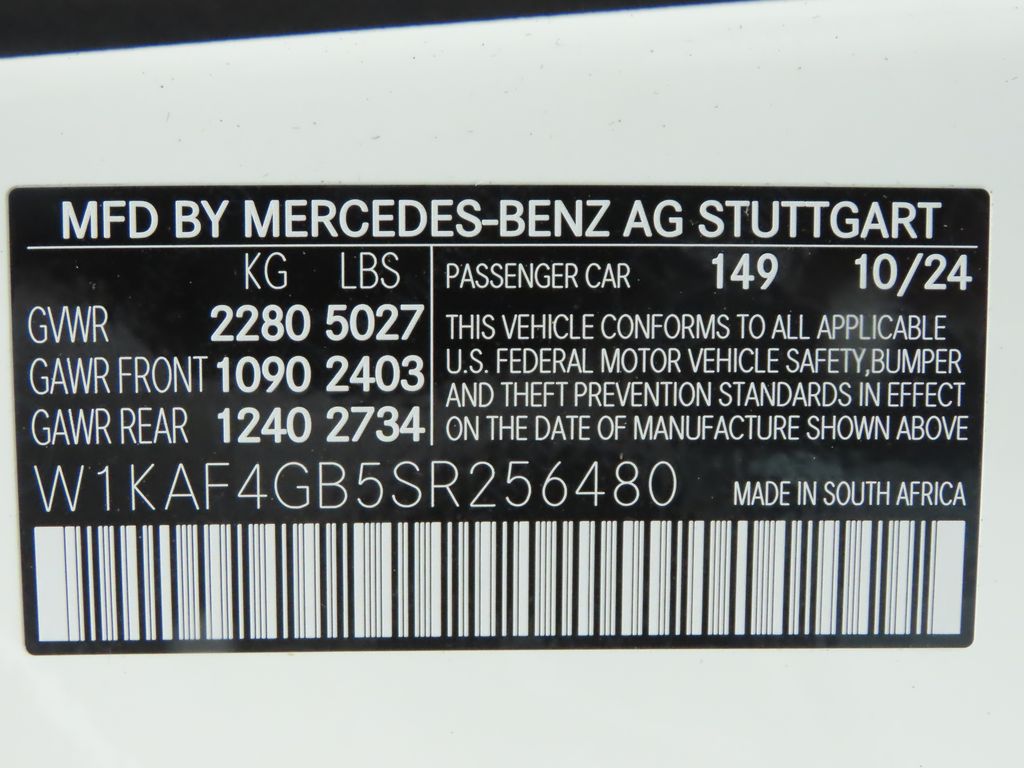 MFD BY MERCEDES-BENZ AG STUTTGART
KG LBS
GVWR 2280 5027
GAWR FRONT 1090 2403
GAWR REAR 1240 2734
PASSENGER CAR 149 10/24
THIS VEHICLE CONFORMS TO ALL APPLICABLE
U.S. FEDERAL MOTOR VEHICLE SAFETY,BUMPER
AND THEFT PREVENTION STANDARDS IN EFFECT
ON THE DATE OF MANUFACTURE SHOWN ABOVE
W1KAF4GB5SR256480
MADE IN SOUTH AFRICA